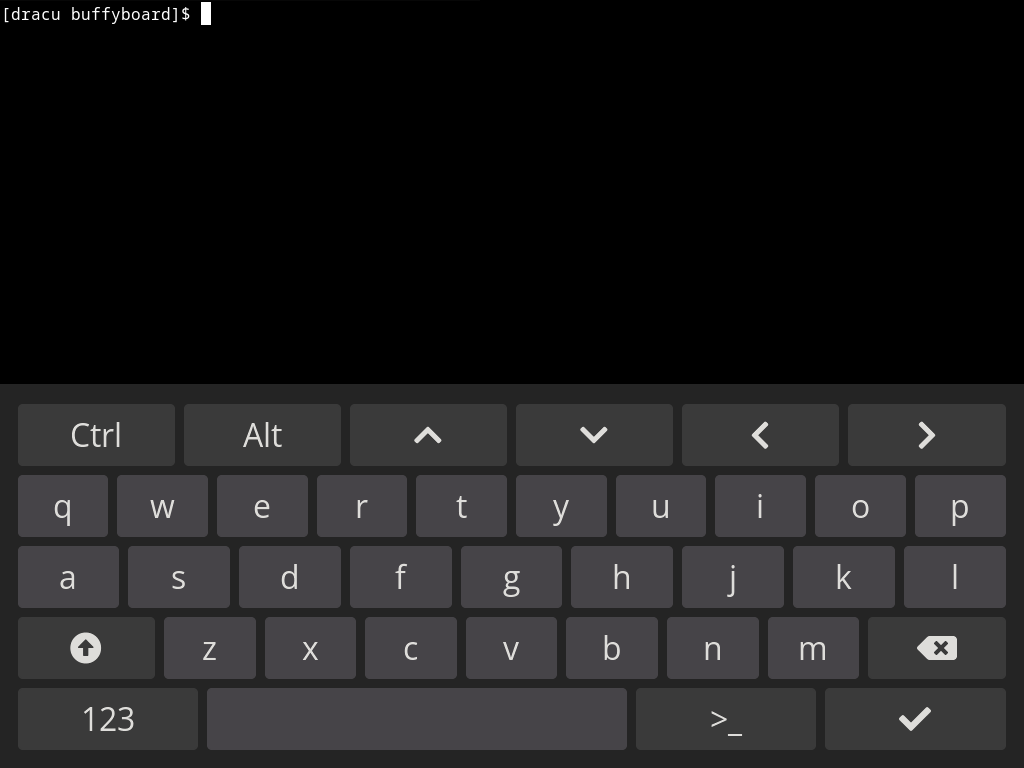 [dracu buffyboard]$
Ctrl Alt
q w e r t y u i o p
a s d f g h j k l
z x c v b n m
123 >_